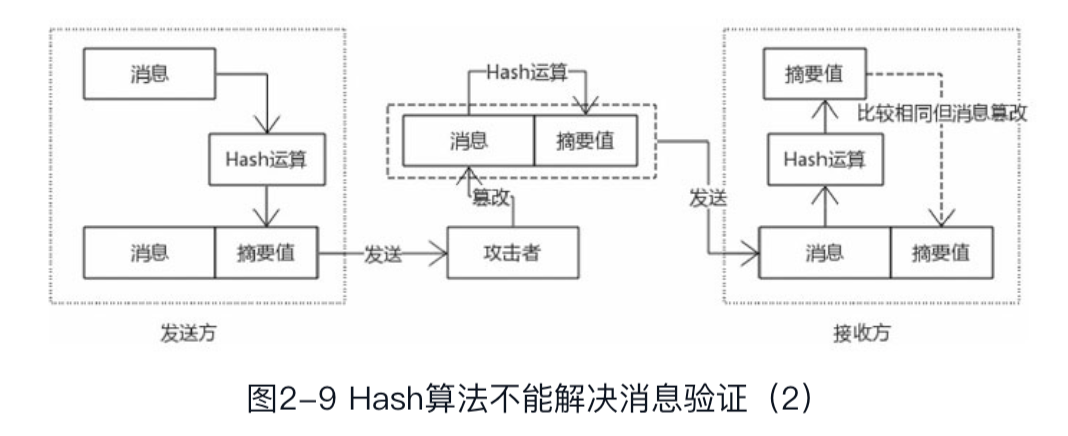 消息
Hash运算
消息 摘要值
发送方
发送
Hash运算
消息 摘要值
篡改
攻击者
发送
摘要值
比较相同但消息篡改
Hash运算
消息 摘要值
接收方
图2-9 Hash算法不能解决消息验证（2）